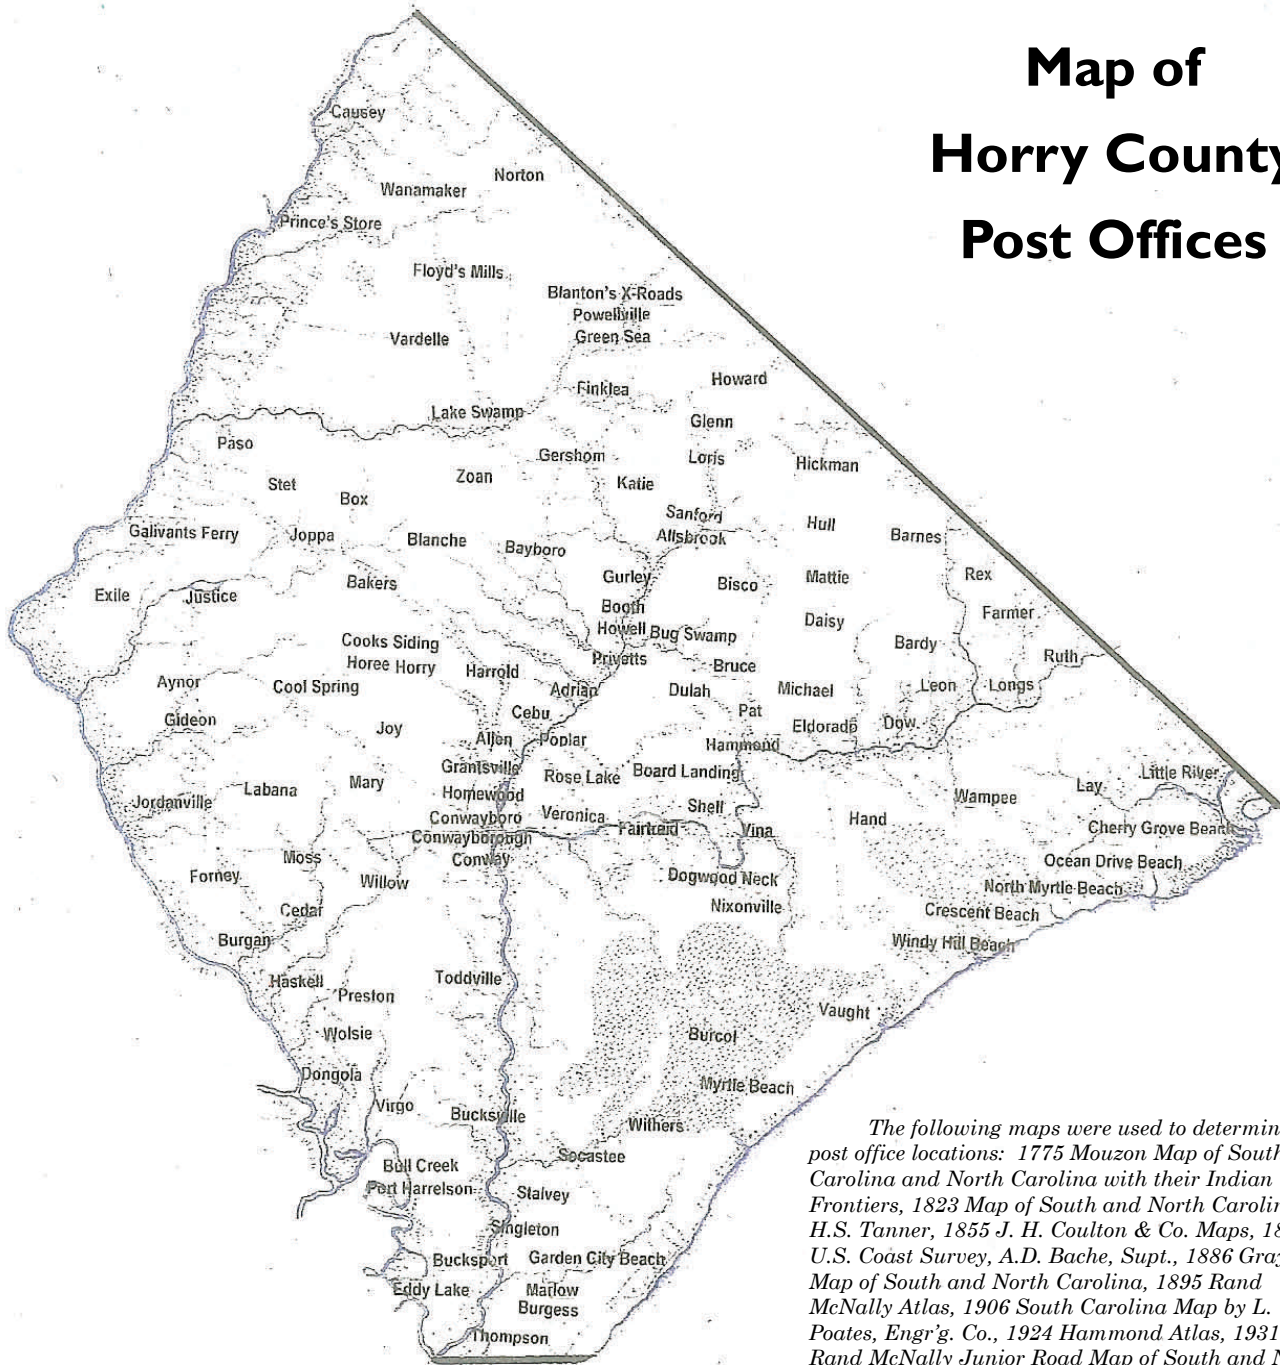 Map of
Horry County
Post Offices
Causey
Norton
Wanamaker
Prince's Store
Floyd's Mills
Blanton's X-Roads
Powellville
Green Sea
Vardelle
Howard
Finklea
Lake Swamp
Glenn
Paso
Gershom
Loris
Hickman
Zoan
Stet
Katie
Box
Sanford
Hull
Galivants Ferry
Joppa
Blanche
Allsbrook
Barnes
Bayboro
Rex
Gurley
Mattie
Bakers
Bisco
Exile
Justice
Booth
Farmer
Daisy
Howell
Bug Swamp
Cooks Siding
Bardy
Privetts
Ruth
Horee Horry
Bruce
Harrold
Aynor
Cool Spring
Adrian
Dulah
Michael
Leon
Longs
Cebu
Pat
Gideon
Eldorado
Dow
Joy
Allen
Poplar
Hammond
Grantsville
Rose Lake
Board Landing
Little River
Mary
Labana
Lay
Homewood
Wampee
Jordanville
Shell
Conwayboro
Veronica
Hand
Fairfield
Vina
Cherry Grove Beach
Conwayborough
Moss
Conway
Ocean Drive Beach
Forney
Willow
Dogwood Neck
North Myrtle Beach
Cedar
Nixonville
Crescent Beach
Burgan
Windy Hill Beach
Haskell
Toddville
Preston
Vaught
Wolsie
Burcol
Dongola
Myrtle Beach
Virgo
Bucksville
Withers
Socastee
Bull Creek
Port Harrelson
Stalvey
Singleton
Bucksport
Garden City Beach
Eddy Lake
Marlow
Burgess
Thompson
The following maps were used to determin
post office locations: 1775 Mouzon Map of South
Carolina and North Carolina with their Indian
Frontiers, 1823 Map of South and North Carolin
H.S. Tanner, 1855 J. H. Coulton & Co. Maps, 18
U.S. Coast Survey, A.D. Bache, Supt., 1886 Gray
Map of South and North Carolina, 1895 Rand
McNally Atlas, 1906 South Carolina Map by L.
Poates, Engr'g. Co., 1924 Hammond Atlas, 1931
Rand McNally Junior Road Map of South and N